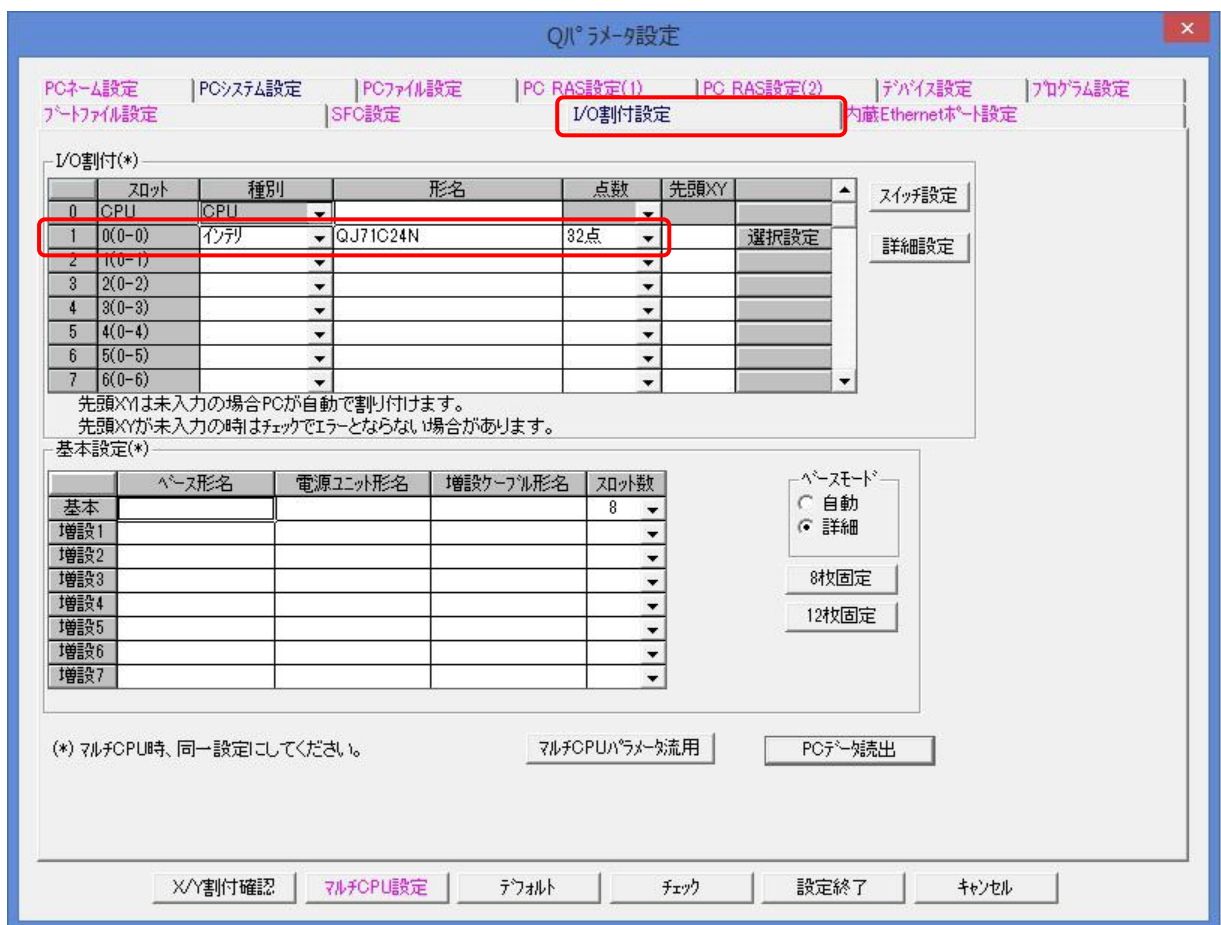 Qﾊﾟﾗﾒｰﾀ設定
×
PCﾈｰﾑ設定 PCｼｽﾃﾑ設定 PCﾌｧｲﾙ設定 PC RAS設定(1) PC RAS設定(2) ﾃﾞﾊﾞｲｽ設定 ﾌﾟﾛｸﾞﾗﾑ設定
ﾌﾞｰﾄﾌｧｲﾙ設定 SFC設定 I/O割付設定 内蔵Ethernetﾎﾟｰﾄ設定
I/O割付(*)
ｽﾛｯﾄ 種別 形名 点数 先頭XY
ｽｲｯﾁ設定
0 CPU CPU
1 0(0-0) ｲﾝﾃﾘ QJ71C24N 32点 選択設定
詳細設定
2 1(0-1)
3 2(0-2)
4 3(0-3)
5 4(0-4)
6 5(0-5)
7 6(0-6)
先頭XYは未入力の場合PCが自動で割り付けます。
先頭XYが未入力の時はﾁｪｯｸでｴﾗｰとならない場合があります。
基本設定(*)
ﾍﾞｰｽ形名 電源ﾕﾆｯﾄ形名 増設ｹｰﾌﾞﾙ形名 ｽﾛｯﾄ数
基本 8
増設1
増設2
増設3
増設4
増設5
増設6
増設7
ﾍﾞｰｽﾓｰﾄﾞ
自動
詳細
8枚固定
12枚固定
(*) ﾏﾙﾁCPU時、同一設定にしてください。
ﾏﾙﾁCPUﾊﾟﾗﾒｰﾀ流用 PCﾃﾞｰﾀ読出
X/Y割付確認 ﾏﾙﾁCPU設定 ﾃﾞﾌｫﾙﾄ ﾁｪｯｸ 設定終了 ｷｬﾝｾﾙ